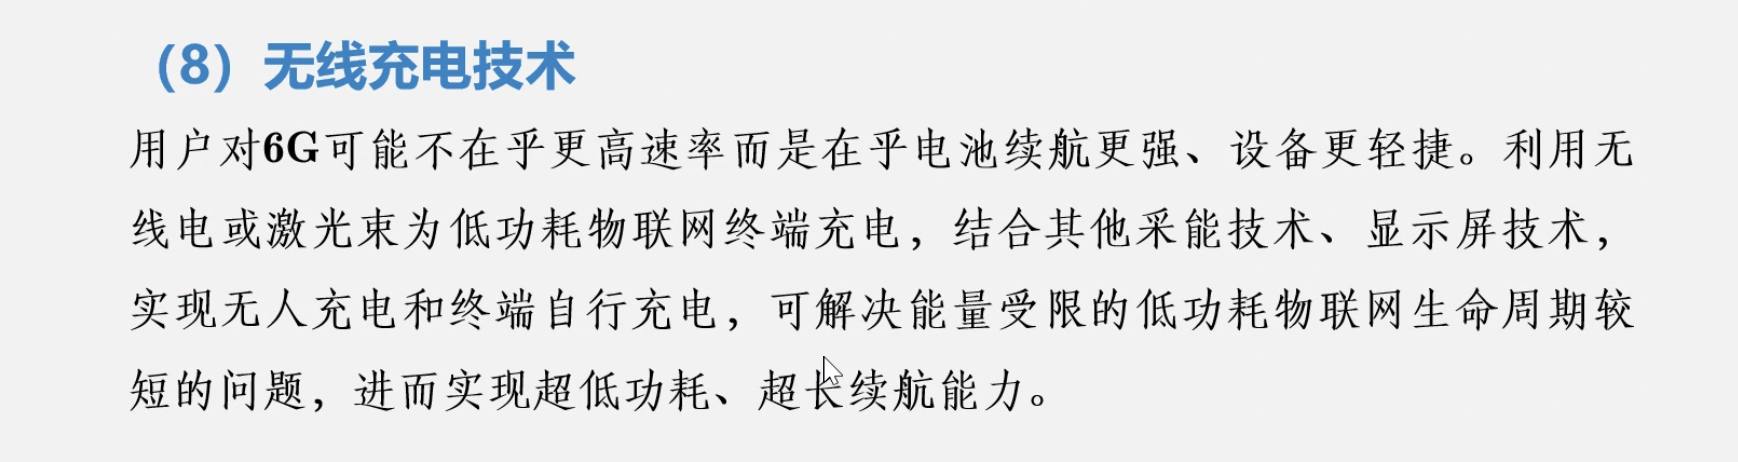 （8）无线充电技术
用户对6G可能不在乎更高速率而是在乎电池续航更强、设备更轻捷。利用无
线电或激光束为低功耗物联网终端充电，结合其他采能技术、显示屏技术，
实现无人充电和终端自行充电，可解决能量受限的低功耗物联网生命周期较
短的问题，进而实现超低功耗、超长续航能力。